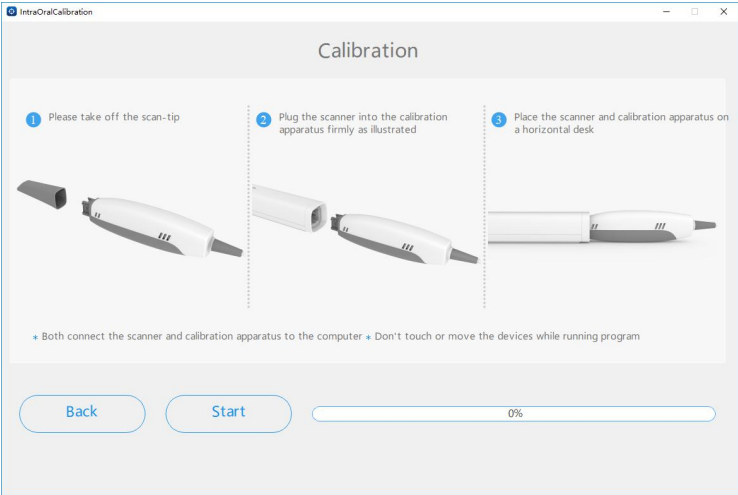 IntraOralCalibration
Calibration
1 Please take off the scan-tip
2 Plug the scanner into the calibration
apparatus firmly as illustrated
3 Place the scanner and calibration apparatus on
a horizontal desk
* Both connect the scanner and calibration apparatus to the computer * Don't touch or move the devices while running program
Back
Start
0%